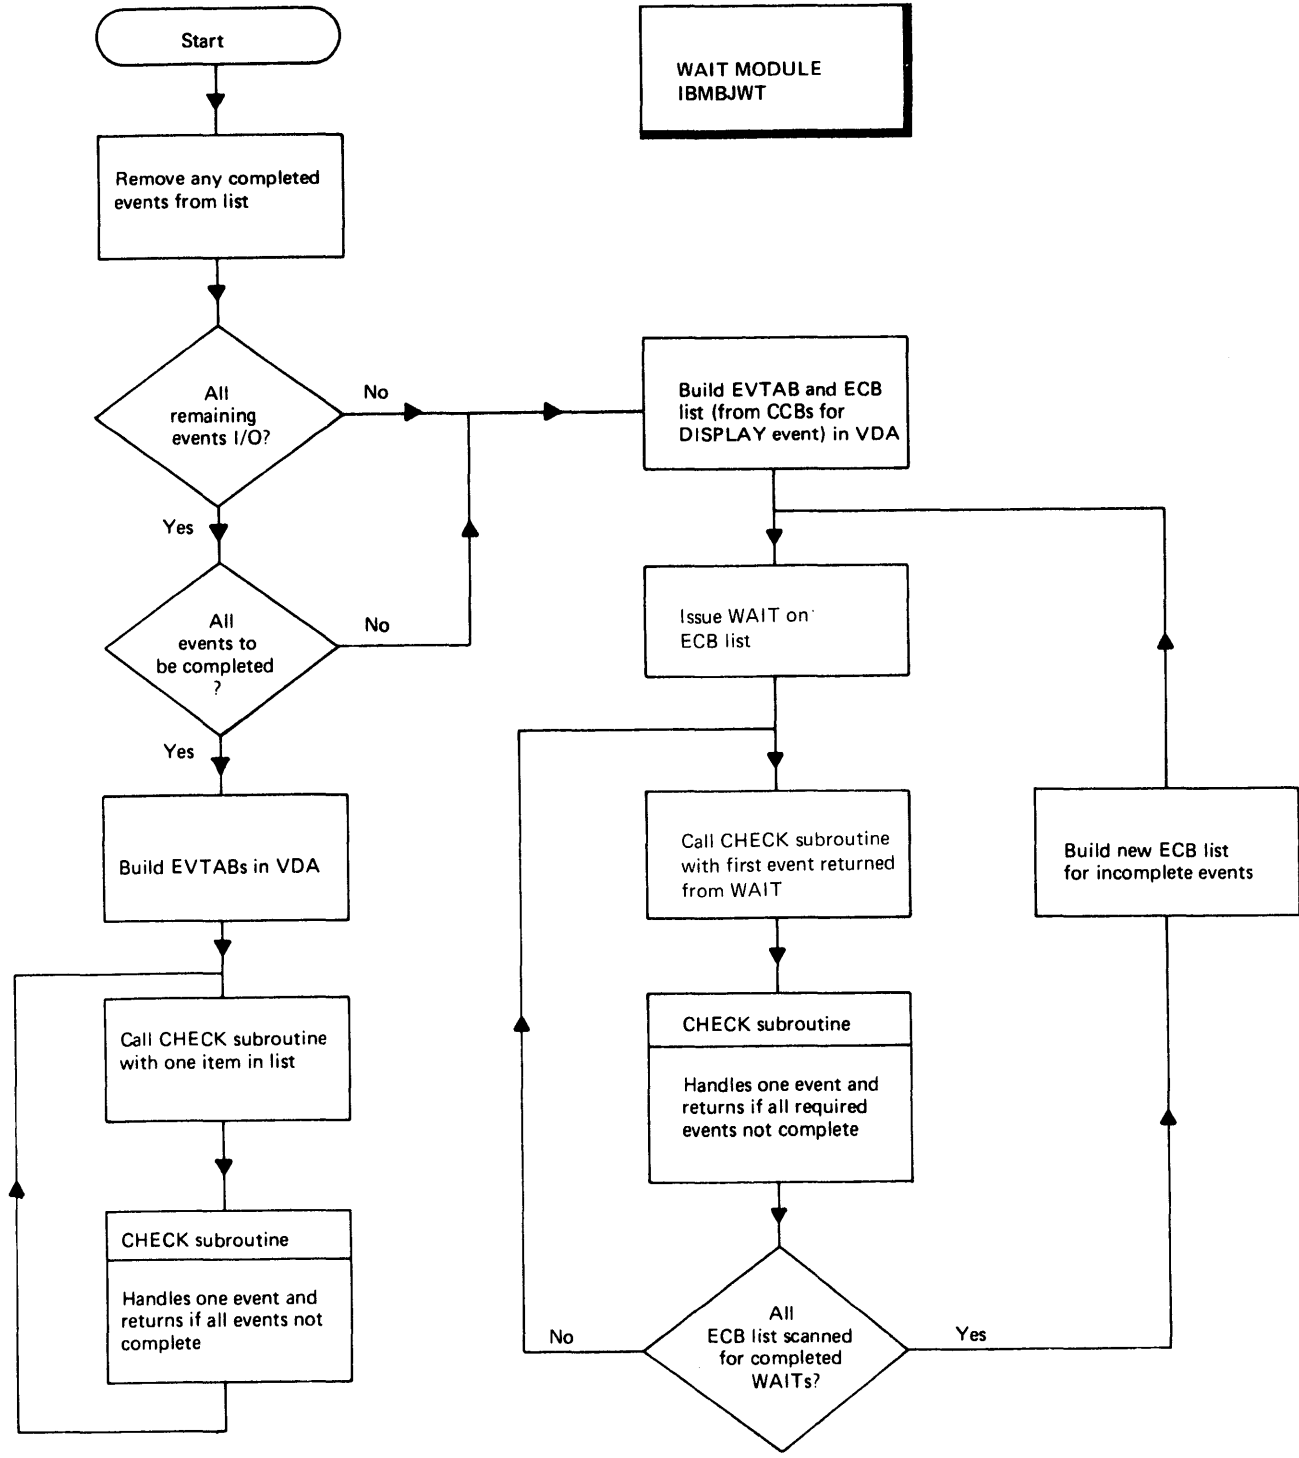 Start
WAIT MODULE
IBMBJWT
Remove any completed
events from list
All
remaining
events I/O?
No
Build EVTAB and ECB
list (from CCBs for
DISPLAY event) in VDA
Yes
All
events to
be completed
?
No
Issue WAIT on
ECB list
Yes
Build EVTABs in VDA
Call CHECK subroutine
with first event returned
from WAIT
Build new ECB list
for incomplete events
Call CHECK subroutine
with one item in list
CHECK subroutine
Handles one event and
returns if all required
events not complete
CHECK subroutine
Handles one event and
returns if all events not
complete
All
ECB list scanned
for completed
WAITs?
No
Yes